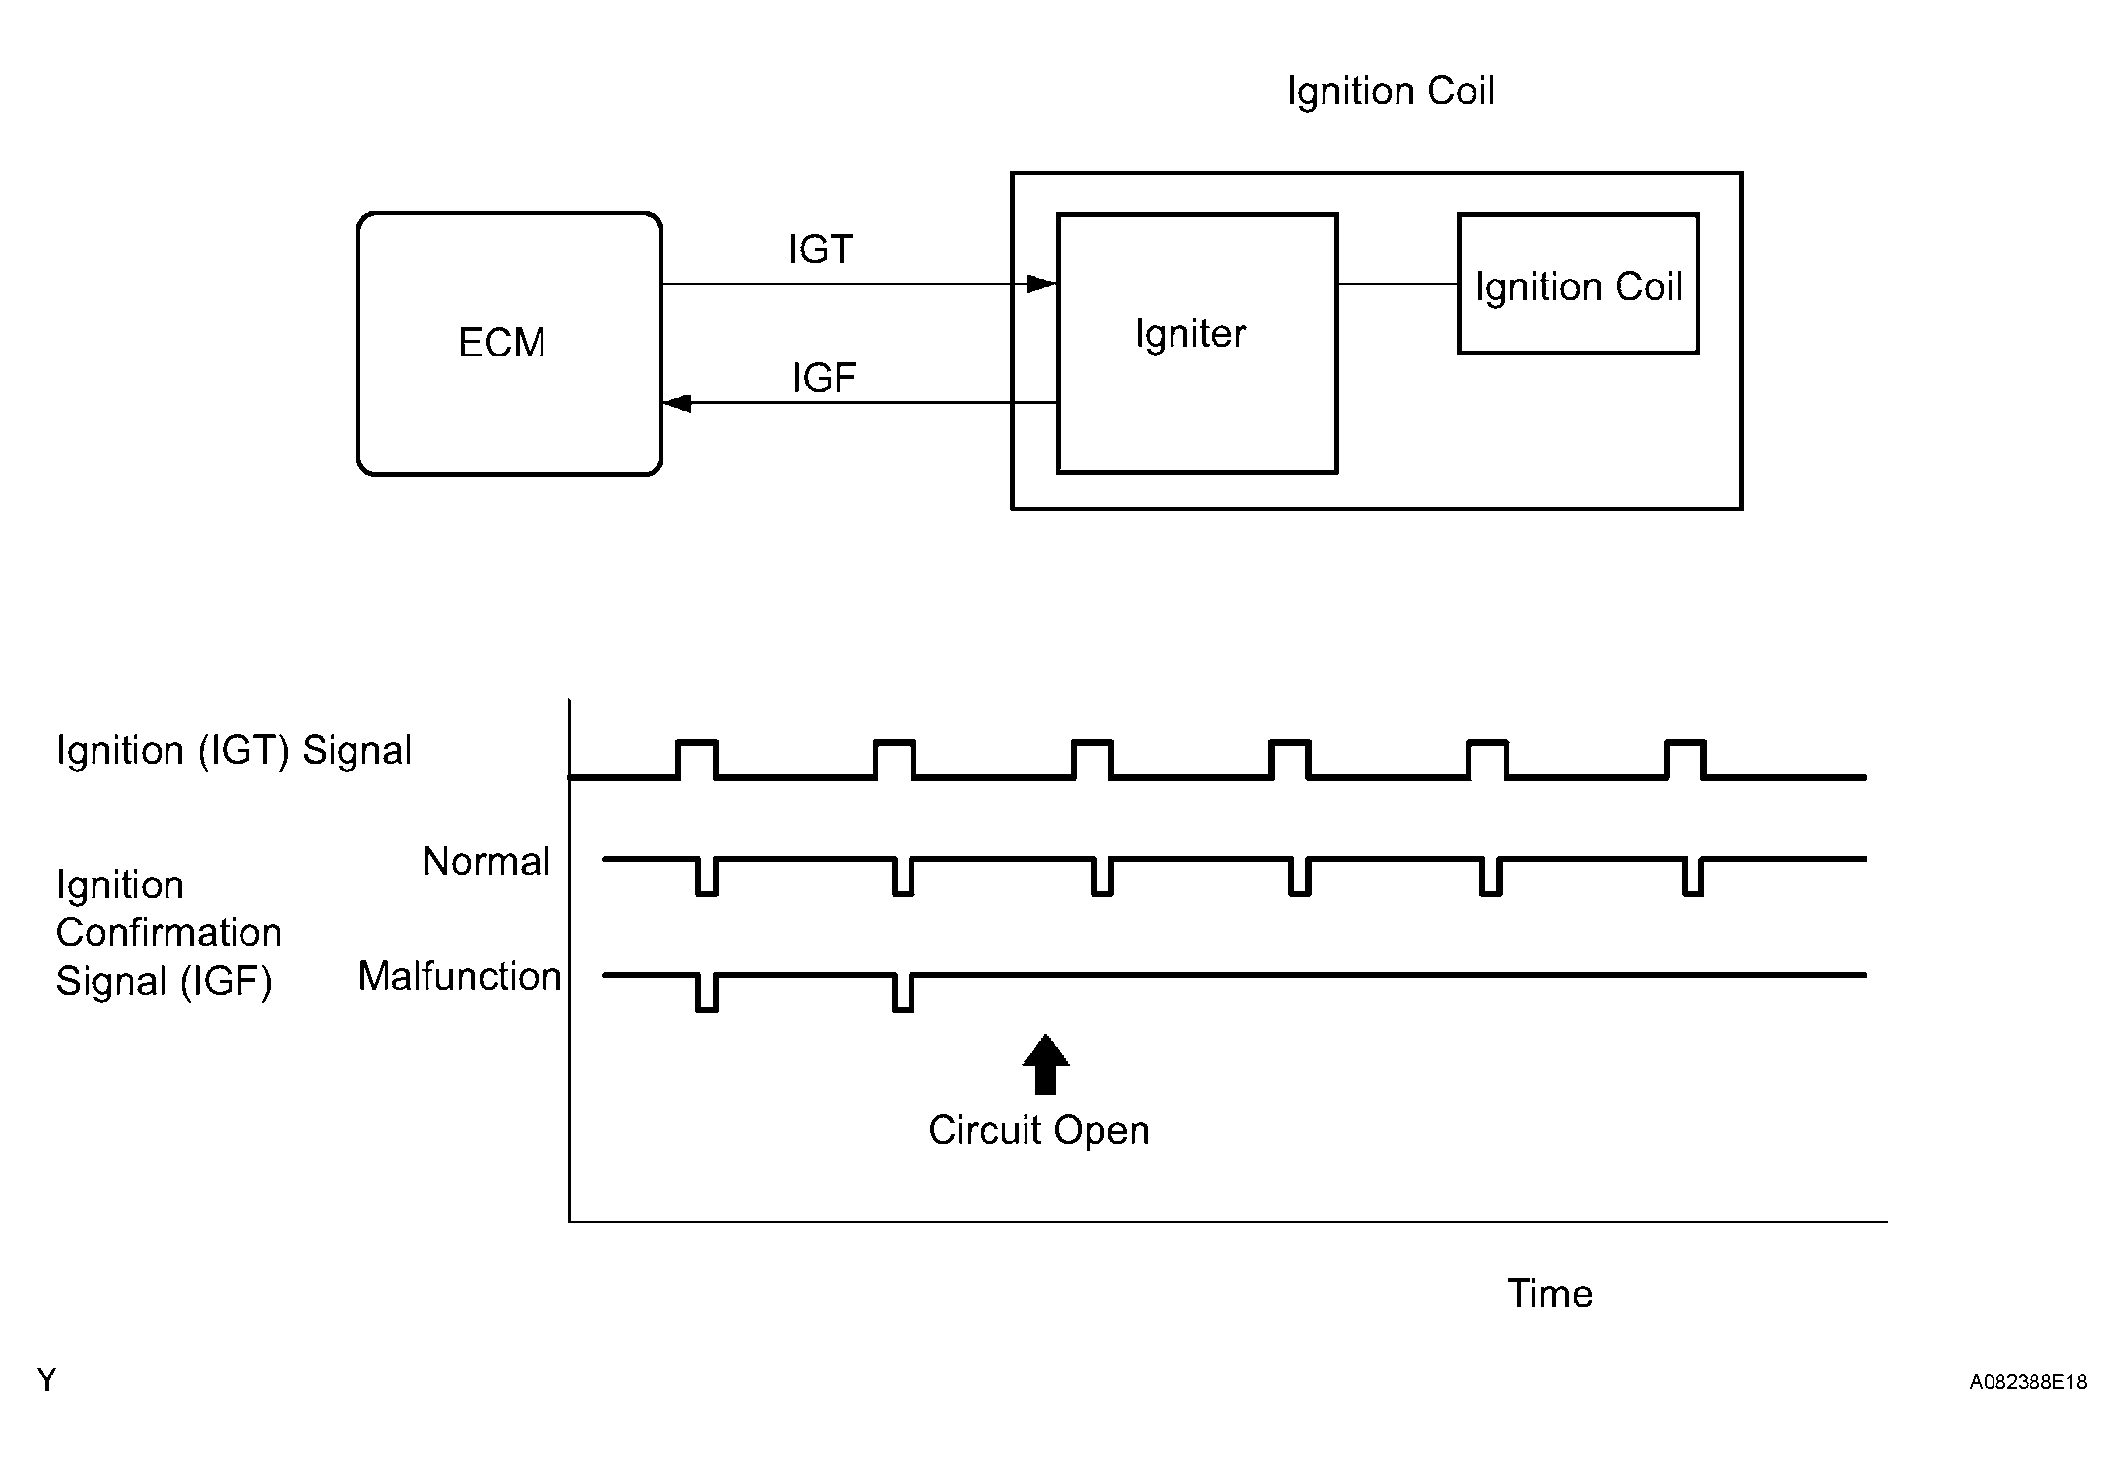 Ignition Coil
IGT
ECM
Igniter
Ignition Coil
IGF
Ignition (IGT) Signal
Normal
Ignition
Confirmation
Signal (IGF)
Malfunction
Circuit Open
Time
Y
A082388E18